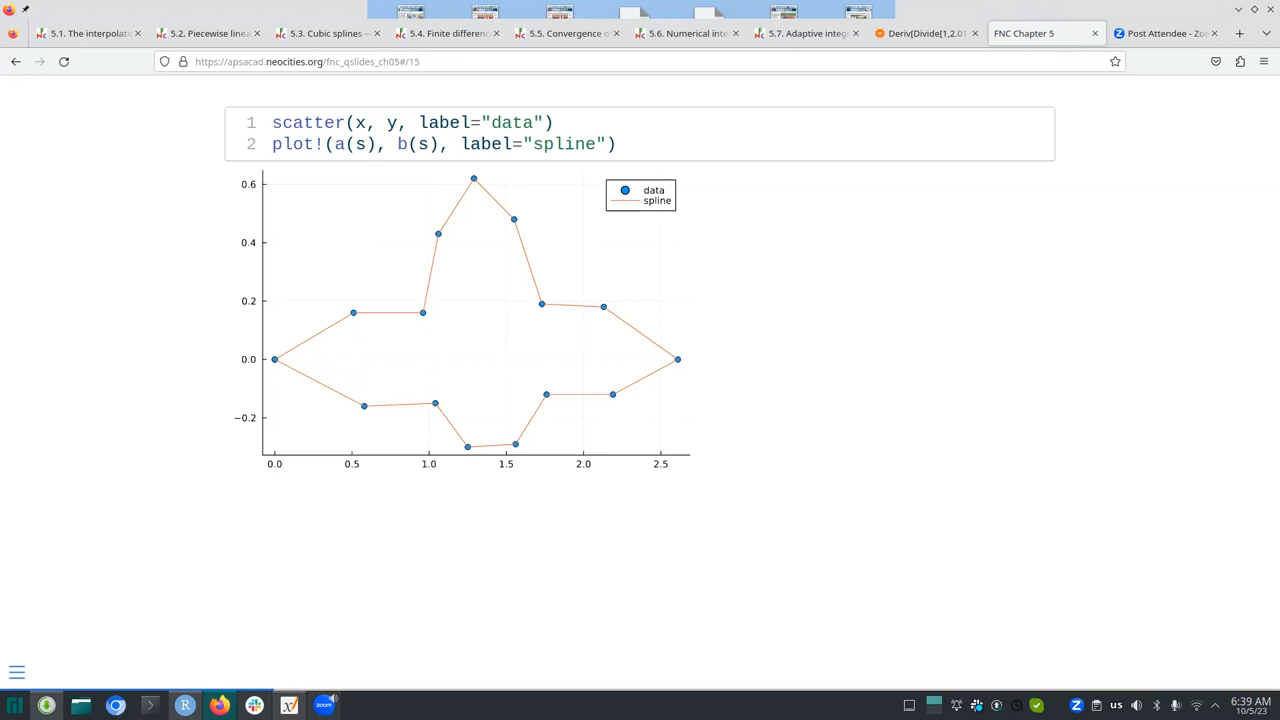 5.1. The interpolati
5.2. Piecewise linea
5.3. Cubic splines —
5.4. Finite differenc
5.5. Convergence o
5.6. Numerical inte
5.7. Adaptive integ
Deriv[Divide[1,2.01
FNC Chapter 5
Post Attendee - Zoo
https://apsacad.neocities.org/fnc_qslides_ch05#/15
1 scatter(x, y, label="data")
2 plot!(a(s), b(s), label="spline")
data
spline
0.6
0.4
0.2
0.0
−0.2
0.0 0.5 1.0 1.5 2.0 2.5
zoom
us
6:39 AM
10/5/23